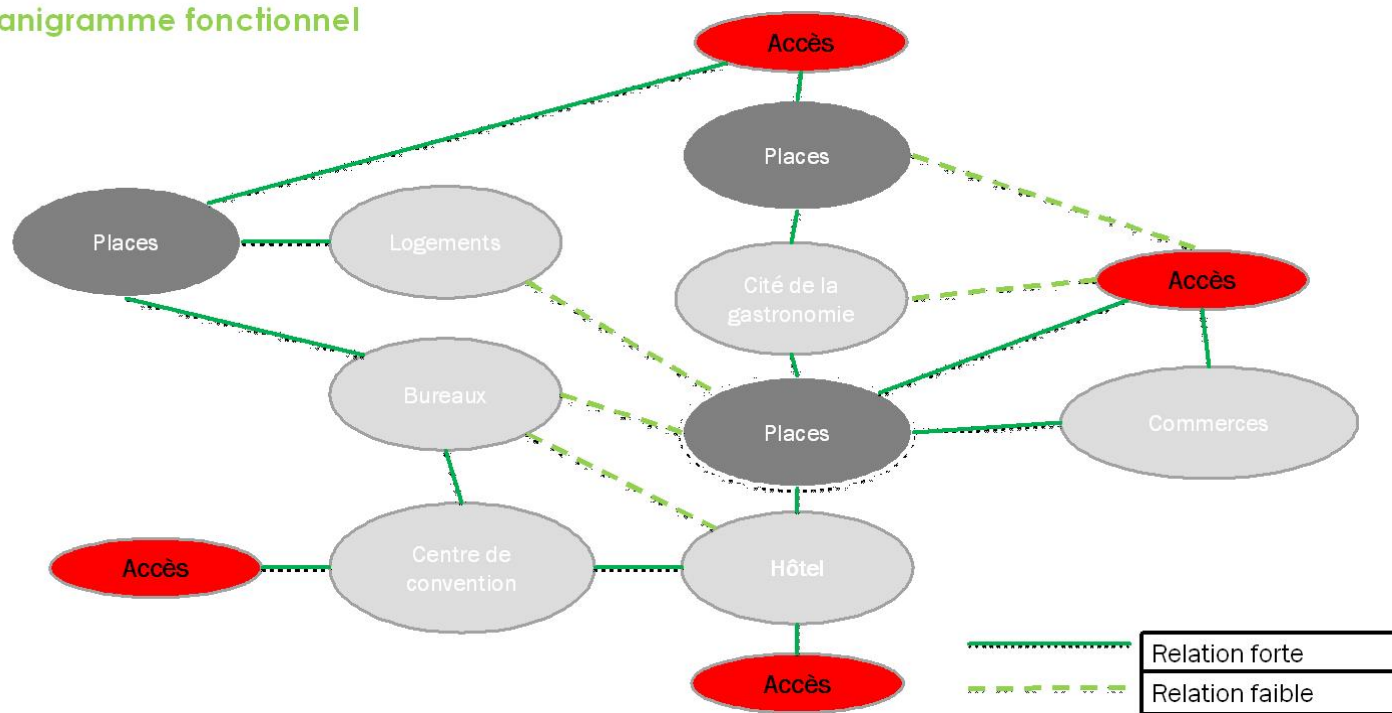 anigramme fonctionnel
Accès
Places
Places
Logements
Cité de la
gastronomie
Accès
Bureaux
Places
Commerces
Accès
Centre de
convention
Hôtel
Accès
Relation forte
Relation faible